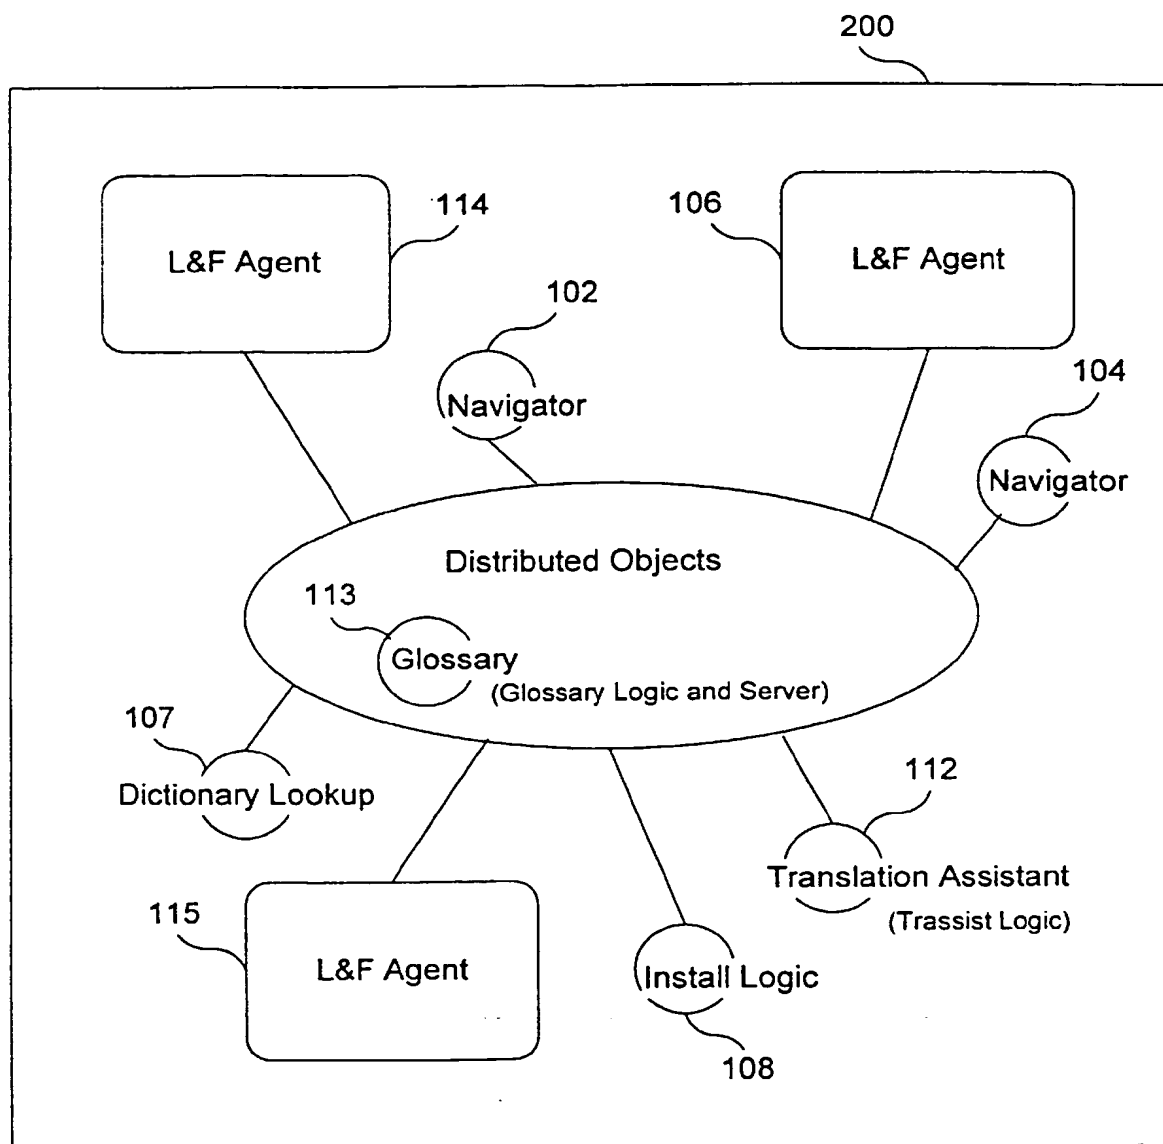 200
114
106
L&F Agent
L&F Agent
102
104
Navigator
Navigator
Distributed Objects
113
Glossary
(Glossary Logic and Server)
107
Dictionary Lookup
112
Translation Assistant
(Trassist Logic)
115
L&F Agent
Install Logic
108